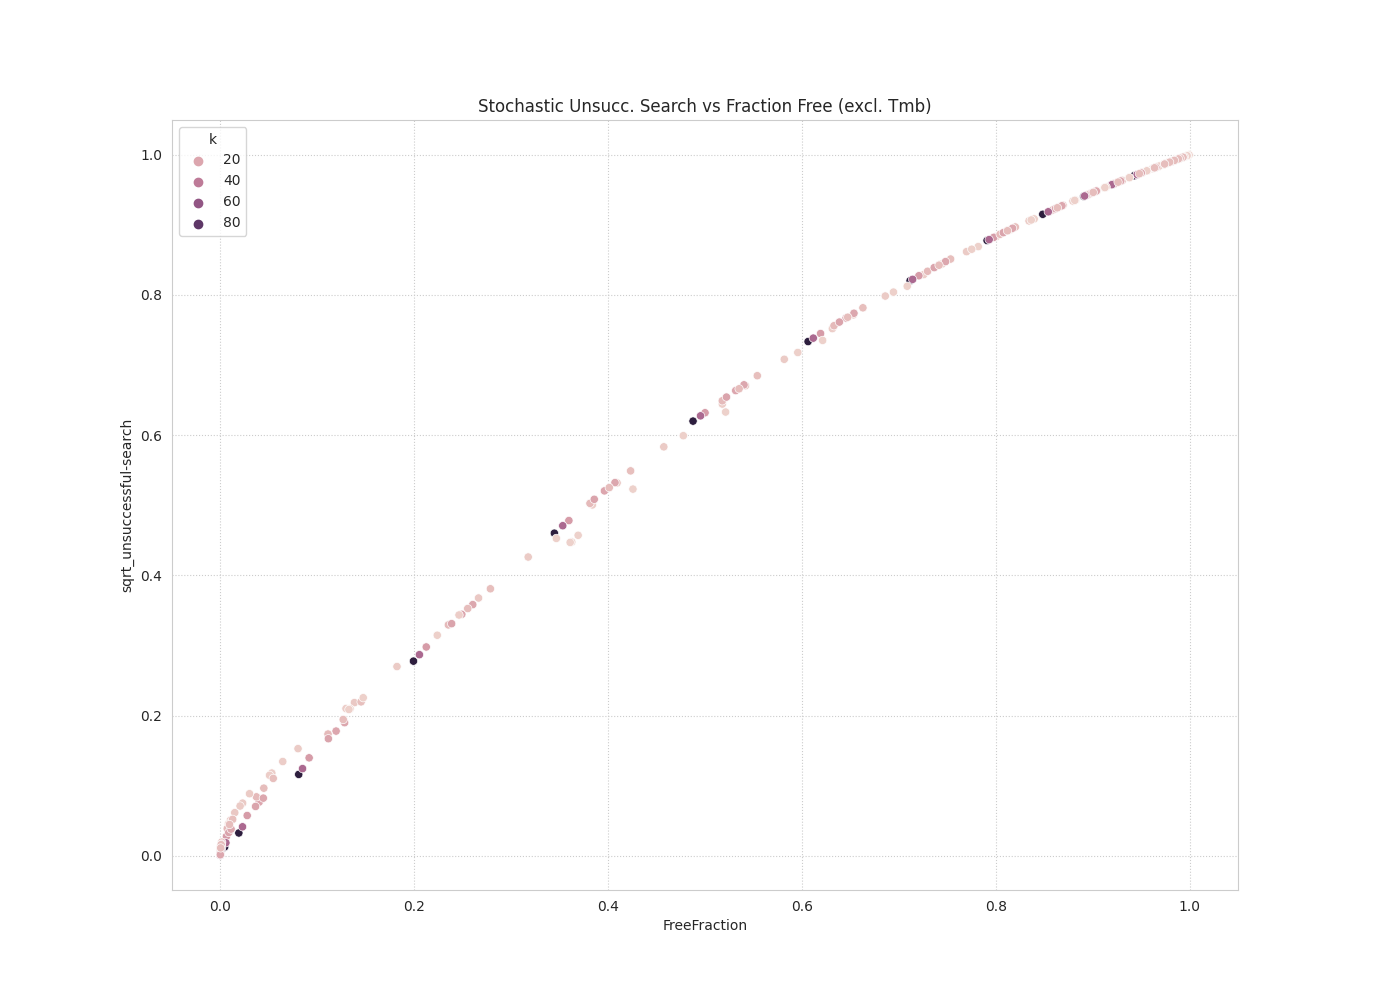 Stochastic Unsucc. Search vs Fraction Free (excl. Tmb)
k
20
40
60
80
1.0
0.8
0.6
0.4
0.2
0.0
sqrt_unsuccessful-search
0.0 0.2 0.4 0.6 0.8 1.0
FreeFraction